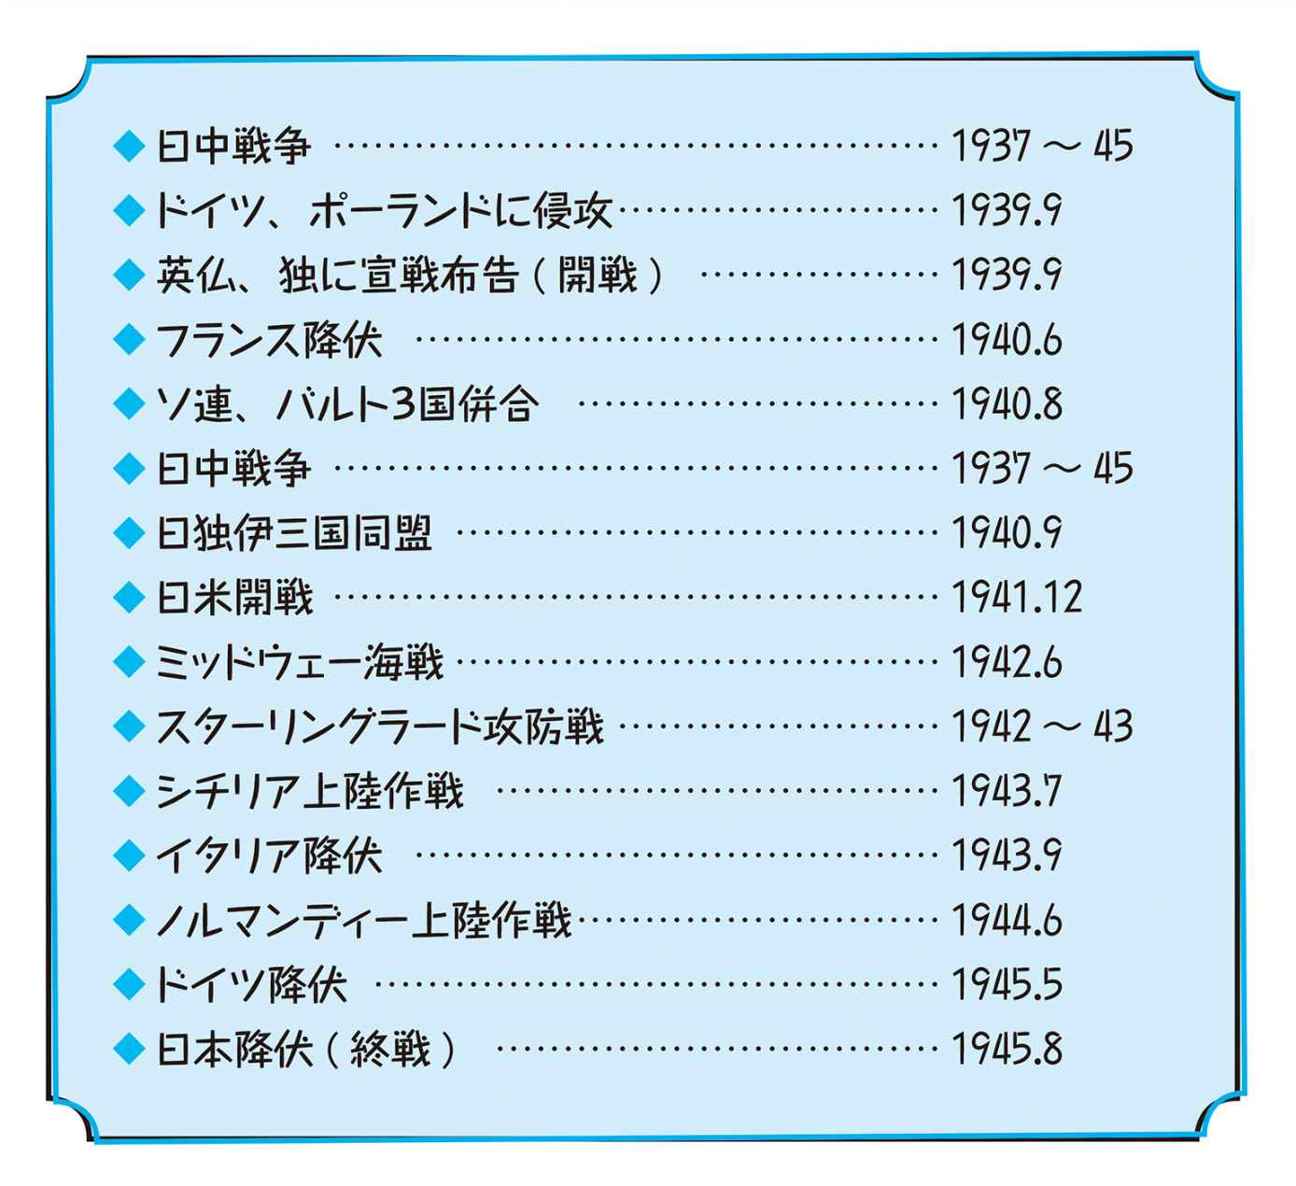 ◆日中戦争 ………………………………………… 1937 ～ 45
◆ドイツ、ポーランドに侵攻…………………… 1939.9
◆英仏、独に宣戦布告 ( 開戦 ) ……………… 1939.9
◆フランス降伏 ………………………………… 1940.6
◆ソ連、バルト3国併合 ……………………… 1940.8
◆日中戦争 ………………………………………… 1937 ～ 45
◆日独伊三国同盟 ……………………………… 1940.9
◆日米開戦 ………………………………………… 1941.12
◆ミッドウェー海戦 ……………………………… 1942.6
◆スターリングラード攻防戦 …………………… 1942 ～ 43
◆シチリア上陸作戦 …………………………… 1943.7
◆イタリア降伏 ………………………………… 1943.9
◆ノルマンディー上陸作戦……………………… 1944.6
◆ドイツ降伏 …………………………………… 1945.5
◆日本降伏 ( 終戦 ) …………………………… 1945.8